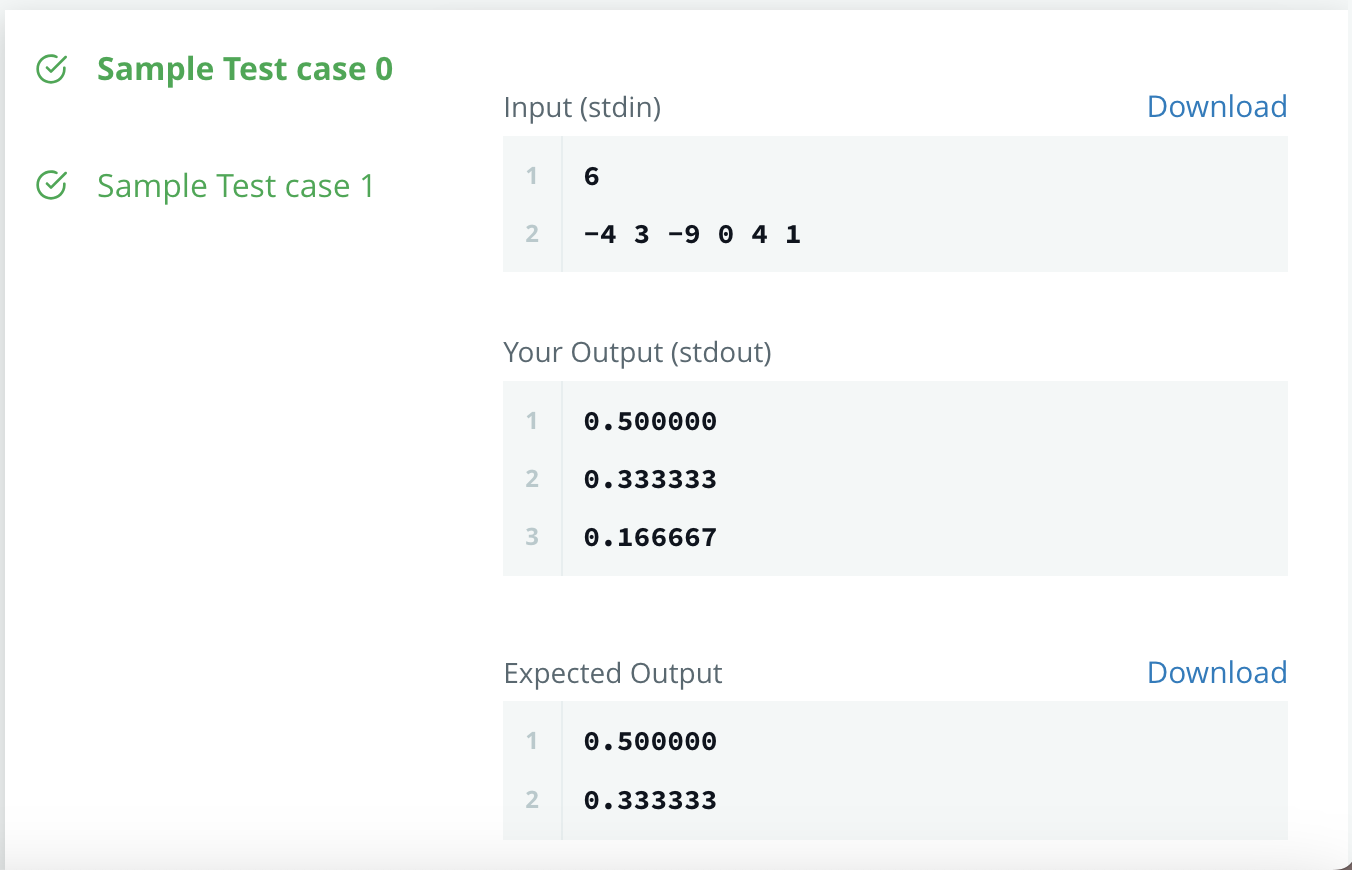 Sample Test case 0
Sample Test case 1
Input (stdin) Download
1 6
2 −4 3 −9 0 4 1
Your Output (stdout)
1 0.500000
2 0.333333
3 0.166667
Expected Output Download
1 0.500000
2 0.333333